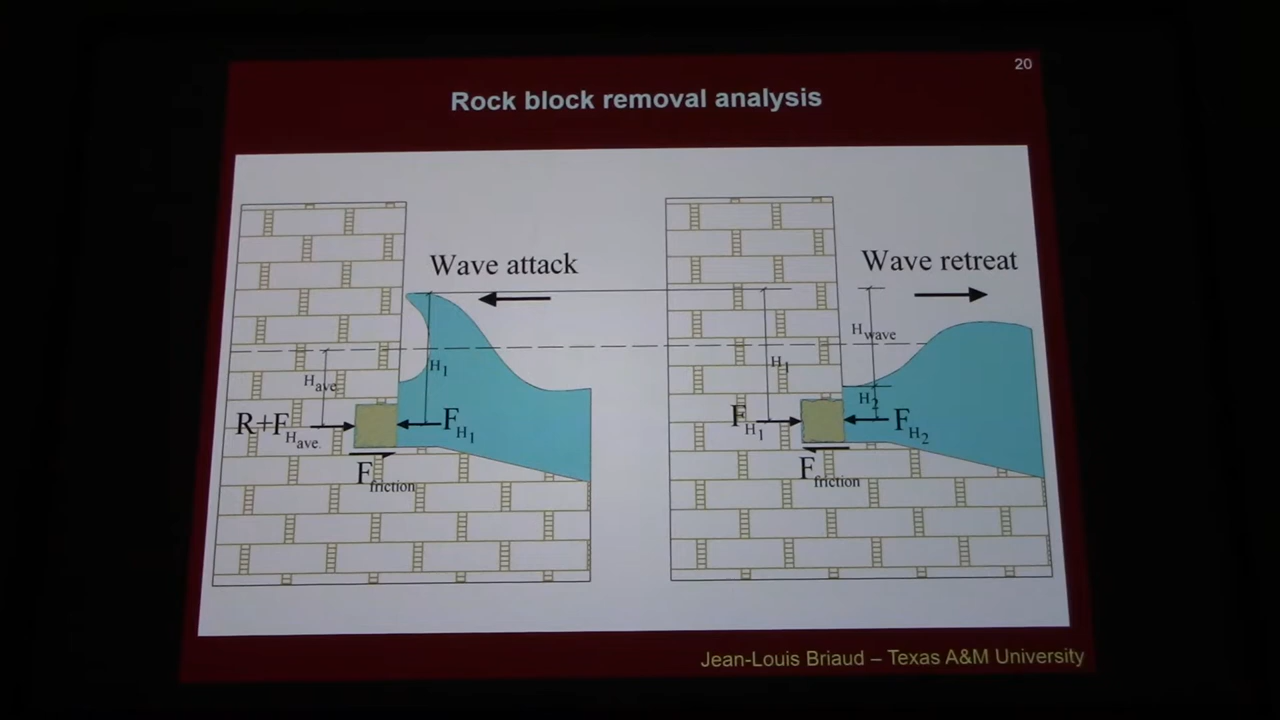 20
Rock block removal analysis
Wave attack
Wave retreat
H_wave
H_1
H_1
H_ave
H_2
R+F_H_ave.
F_H_1
F_H_1
F_H_2
F_friction
F_friction
Jean-Louis Briaud – Texas A&M University